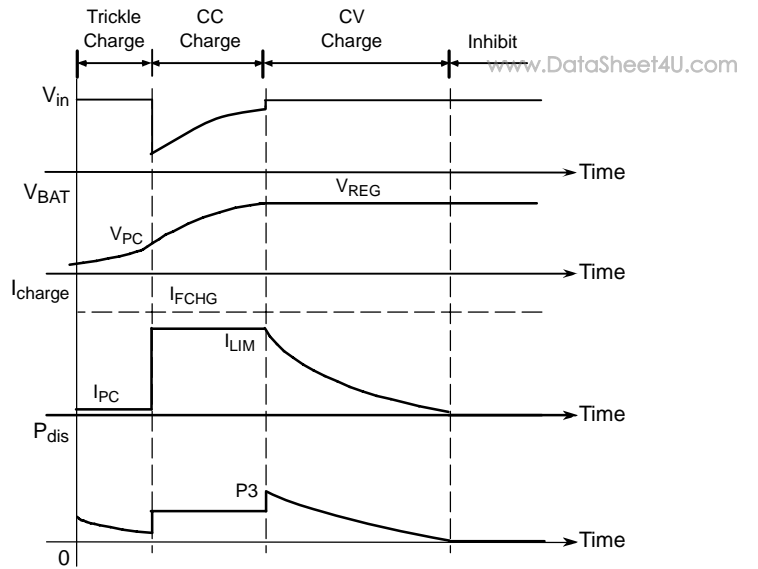 Trickle
Charge
CC
Charge
CV
Charge
Inhibit
www.DataSheet4U.com
Vin
Time
VBAT
VREG
VPC
Time
Icharge
IFCHG
ILIM
IPC
Time
Pdis
P3
Time
0